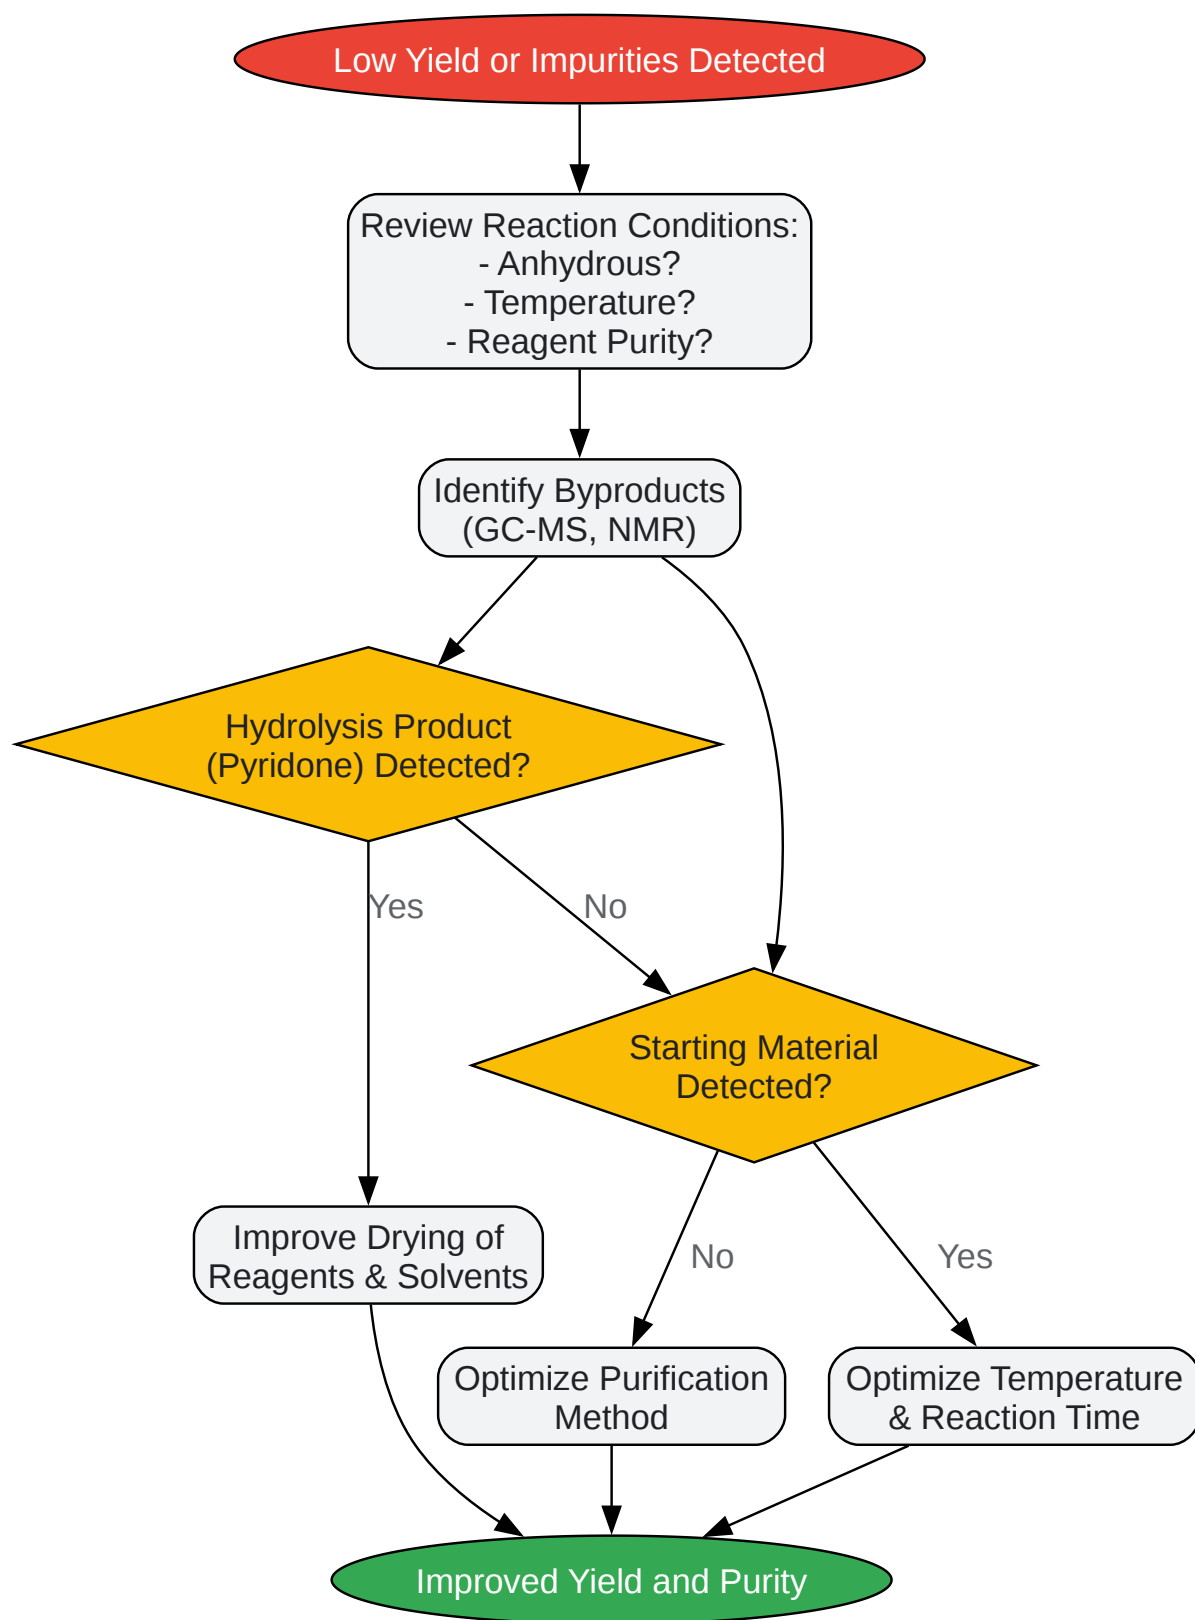 Low Yield or Impurities Detected
Review Reaction Conditions:
- Anhydrous?
- Temperature?
- Reagent Purity?
Identify Byproducts
(GC-MS, NMR)
Hydrolysis Product
(Pyridone) Detected?
Yes
No
Starting Material
Detected?
Improve Drying of
Reagents & Solvents
No
Yes
Optimize Purification
Method
Optimize Temperature
& Reaction Time
Improved Yield and Purity